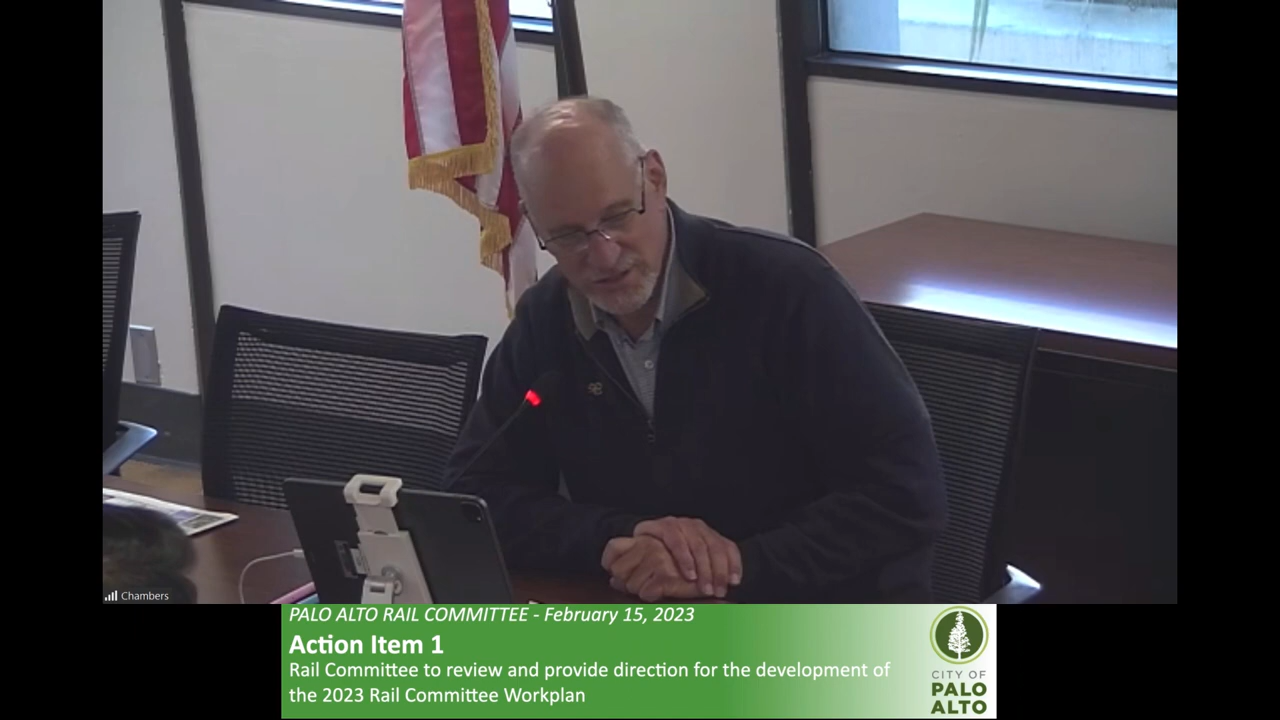 Chambers
PALO ALTO RAIL COMMITTEE - February 15, 2023
Action Item 1
Rail Committee to review and provide direction for the development of
the 2023 Rail Committee Workplan
CITY OF
PALO
ALTO